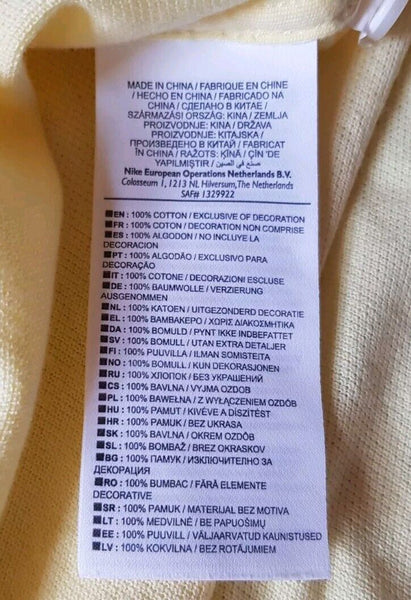 MADE IN CHINA / FABRIQUE EN CHINE
/ HECHO EN CHINA / FABRICADO NA
CHINA / СДЕЛАНО В КИТАЕ /
SZÁRMAZÁSI ORSZÁG: KINA / ZEMLJA
PROIZVODNJE: KINA / DRŽAVA
PROIZVODNJE: KITAJSKA /
ПРОИЗВЕДЕНО В КИТАЙ / FABRICAT
ÎN CHINA / RAŽOTS: ĶĪNĀ / ÇİN 'DE
YAPILMIŞTIR / صنع في الصين
Nike European Operations Netherlands B.V.
Colosseum 1, 1213 NL Hilversum, The Netherlands
SAF# 1329922
EN : 100% COTTON / EXCLUSIVE OF DECORATION
FR : 100% COTON / DECORATION NON COMPRISE
ES : 100% ALGODON / NO INCLUYE LA
DECORACION
PT : 100% ALGODÃO / EXCLUSIVO PARA
DECORAÇÃO
IT : 100% COTONE / DECORAZIONI ESCLUSE
DE : 100% BAUMWOLLE / VERZIERUNG
AUSGENOMMEN
NL : 100% KATOEN / UITGEZONDERD DECORATIE
EL : 100% ΒΑΜΒΑΚΕΡΟ / ΧΩΡΙΣ ΔΙΑΚΟΣΜΗΤΙΚΑ
DA : 100% BOMULD / PYNT IKKE INDBEFATTET
SV : 100% BOMULL / UTAN EXTRA DETALJER
FI : 100% PUUVILLA / ILMAN SOMISTEITA
NO : 100% BOMULL / KUN DEKORASJONEN
RU : 100% ХЛОПОК / БЕЗ УКРАШЕНИЙ
CS : 100% BAVLNA / VYJMA OZDOB
PL : 100% BAWEŁNA / Z WYŁĄCZENIEM OZDÓB
HU : 100% PAMUT / KIVÉVE A DÍSZÍTÉST
HR : 100% PAMUK / BEZ UKRASA
SK : 100% BAVLNA / OKREM OZDÔB
SL : 100% BOMBAŽ / BREZ OKRASKOV
BG : 100% ПАМУК / ИЗКЛЮЧИТЕЛНО ЗА
ДЕКОРАЦИЯ
RO : 100% BUMBAC / FĂRĂ ELEMENTE
DECORATIVE
SR : 100% PAMUK / MATERIJAL BEZ MOTIVA
LT : 100% MEDVILNĖ / BE PAPUOŠIMŲ
EE : 100% PUUVILL / VÄLJAARVATUD KAUNISTUSED
LV : 100% KOKVILNA / BEZ ROTĀJUMIEM